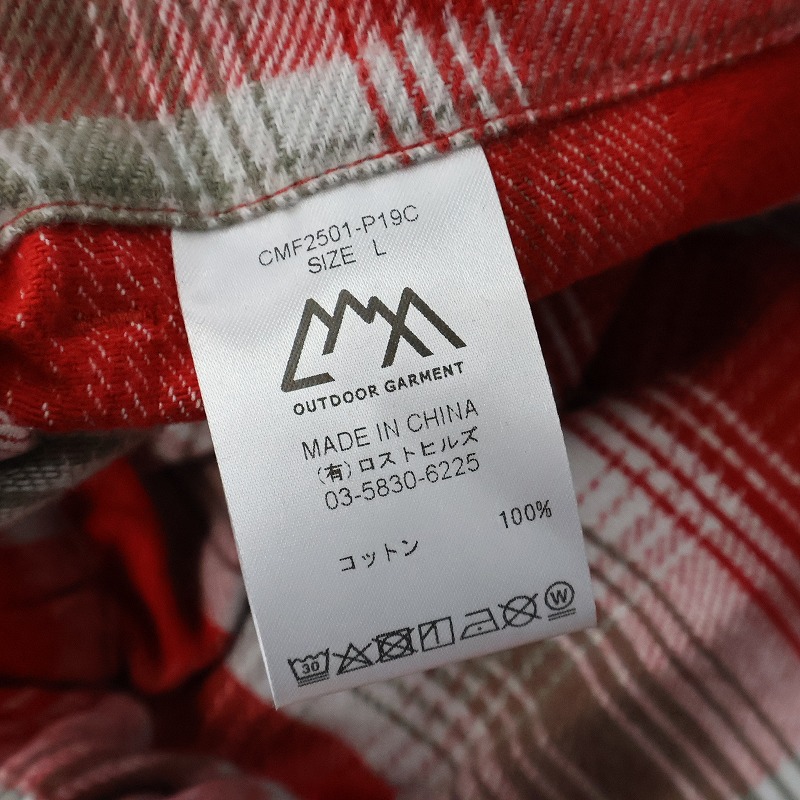 CMF2501-P19C
SIZE L
OUTDOOR GARMENT
MADE IN CHINA
(有)ロストヒルズ
03-5830-6225
コットン 100%
30 W